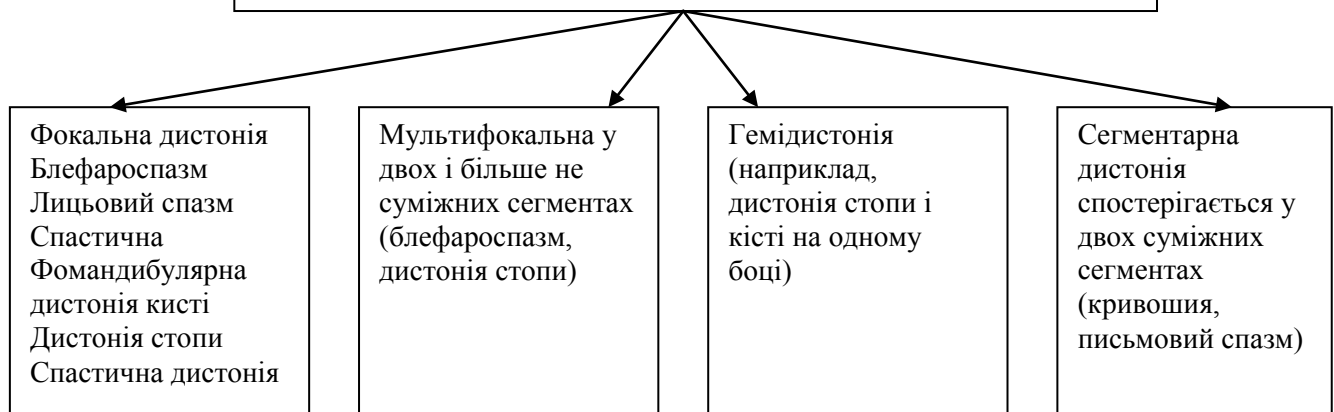 Фокальна дистонія
Блефароспазм
Лицьовий спазм
Спастична
Фомандибулярна
дистонія кисті
Дистонія стопи
Спастична дистонія
Мультифокальна у
двох і більше не
суміжних сегментах
(блефароспазм,
дистонія стопи)
Гемідистонія
(наприклад,
дистонія стопи і
кісті на одному
боці)
Сегментарна
дистонія
спостерігається у
двох суміжних
сегментах
(кривошия,
письмовий спазм)